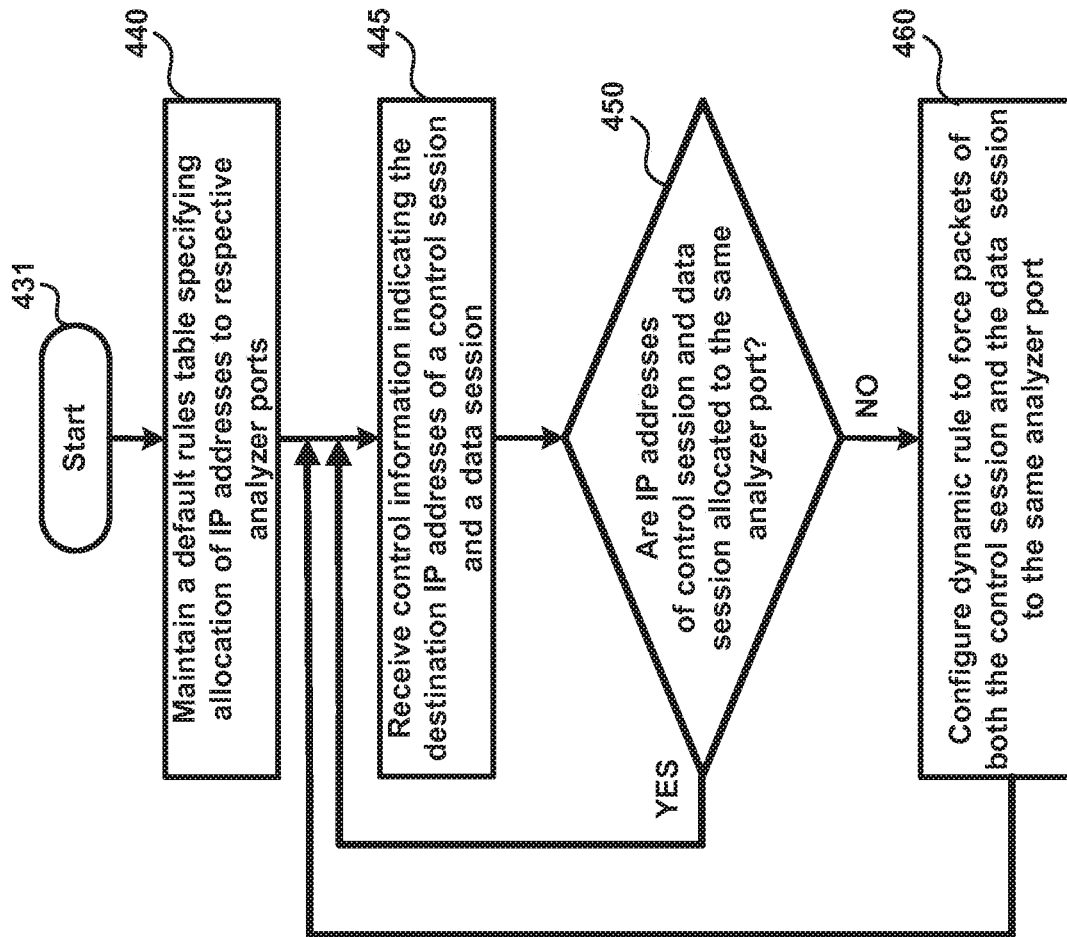 431
Start
440
Maintain a default rules table specifying
allocation of IP addresses to respective
analyzer ports
445
Receive control information indicating the
destination IP addresses of a control session
and a data session
450
Are IP addresses
of control session and data
session allocated to the same
analyzer port?
YES
NO
460
Configure dynamic rule to force packets of
both the control session and the data session
to the same analyzer port